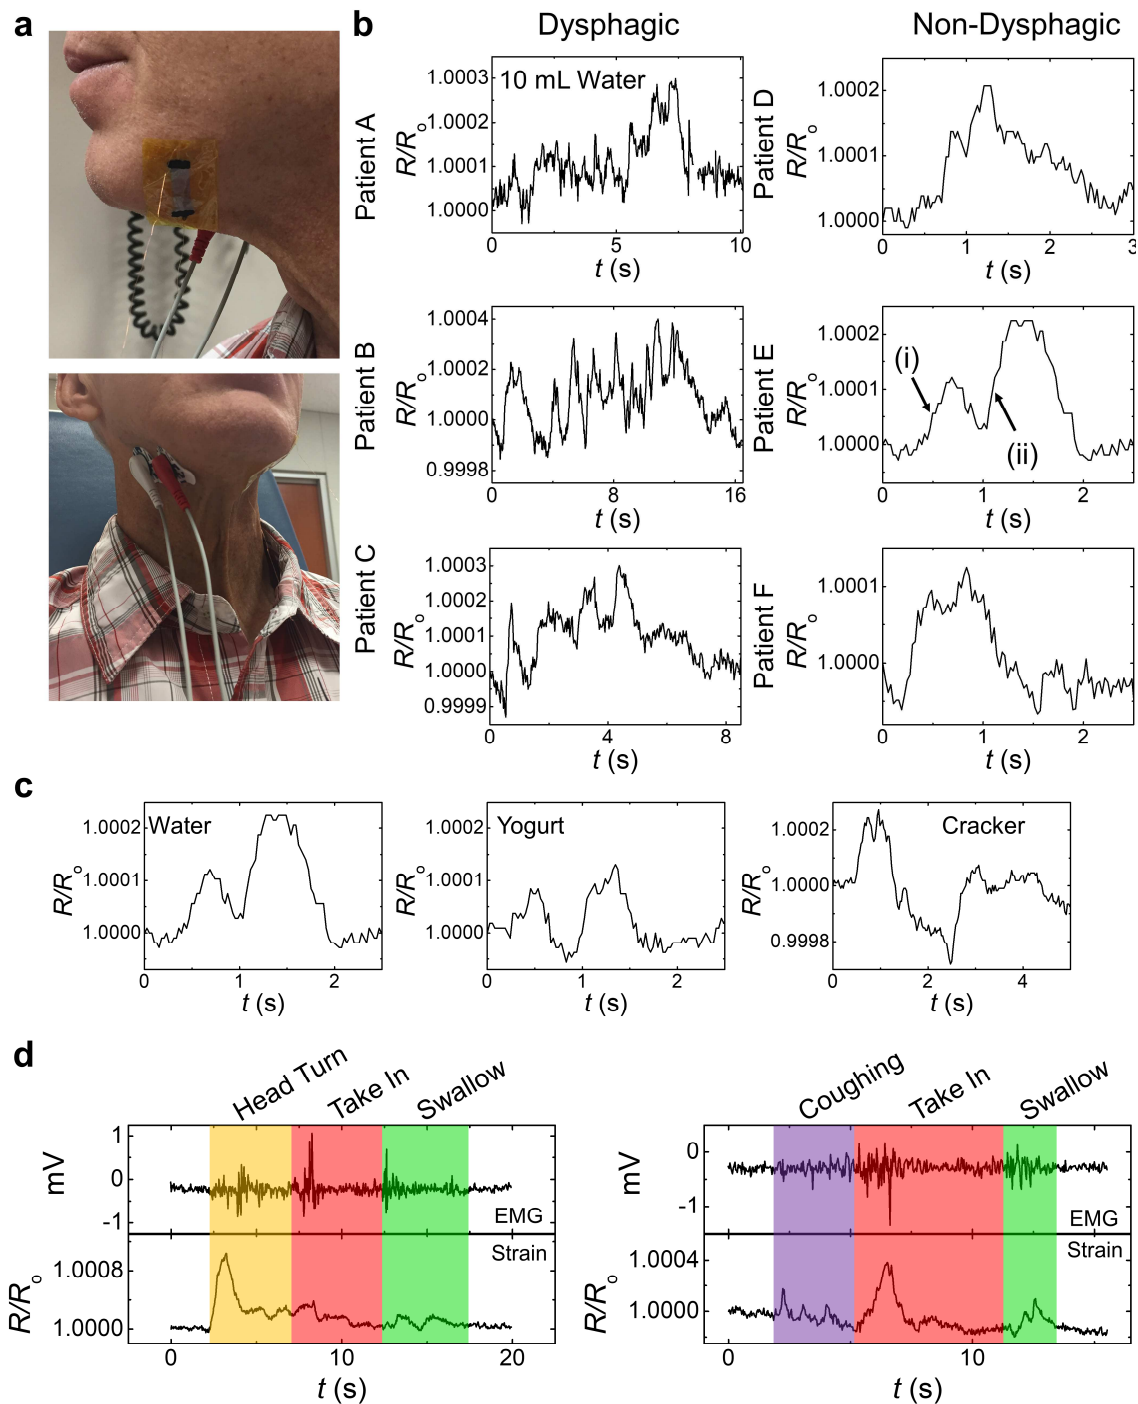 a
b
Dysphagic
Non-Dysphagic
Patient A
R/Ro
1.0003
1.0002
1.0001
1.0000
10 mL Water
0 5 10
t (s)
Patient D
R/Ro
1.0002
1.0001
1.0000
0 1 2 3
t (s)
Patient B
R/Ro
1.0004
1.0002
1.0000
0.9998
0 8 16
t (s)
Patient E
R/Ro
1.0002
1.0001
1.0000
(i)
(ii)
0 1 2
t (s)
Patient C
R/Ro
1.0003
1.0002
1.0001
1.0000
0.9999
0 4 8
t (s)
Patient F
R/Ro
1.0001
1.0000
0 1 2
t (s)
c
R/Ro
1.0002
1.0001
1.0000
Water
0 1 2
t (s)
R/Ro
1.0002
1.0001
1.0000
Yogurt
0 1 2
t (s)
R/Ro
1.0002
1.0000
0.9998
Cracker
0 2 4
t (s)
d
Head Turn
Take In
Swallow
mV
1
0
-1
EMG
R/Ro
1.0008
1.0000
Strain
0 10 20
t (s)
Coughing
Take In
Swallow
mV
0
-1
EMG
R/Ro
1.0004
1.0000
Strain
0 10
t (s)